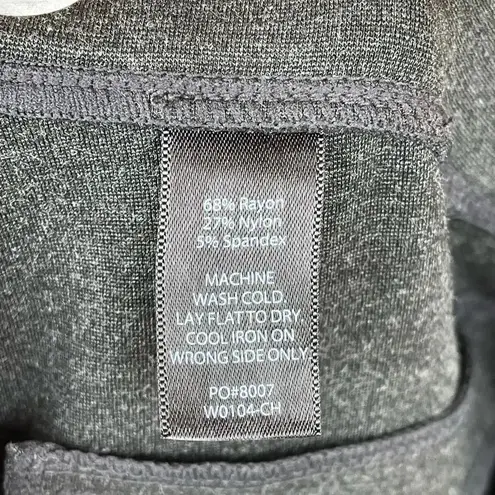 68% Rayon
27% Nylon
5% Spandex
MACHINE
WASH COLD.
LAY FLAT TO DRY.
COOL IRON ON
WRONG SIDE ONLY.
PO#8007
W0104-CH